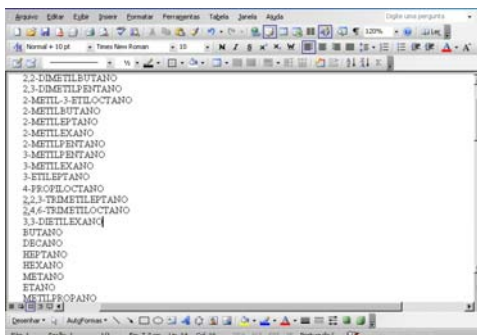 Arquivo Editar Exibir Inserir Formatar Ferramentas Tabela Janela Ajuda Digite uma pergunta
120%
Normal + 10 pt Times New Roman 10 N I S
2,2-DIMETILBUTANO
2,3-DIMETILPENTANO
2-METIL-3-ETILOCTANO
2-METILBUTANO
2-METILEPTANO
2-METILEXANO
2-METILPENTANO
3-METILPENTANO
3-METILEXANO
3-ETILEPTANO
4-PROPILOCTANO
2,2,3-TRIMETILEPTANO
2,4,6-TRIMETILOCTANO
3,3-DIETILEXANO
BUTANO
DECANO
HEPTANO
HEXANO
METANO
ETANO
METILPROPANO
Desenhar AutoFormas